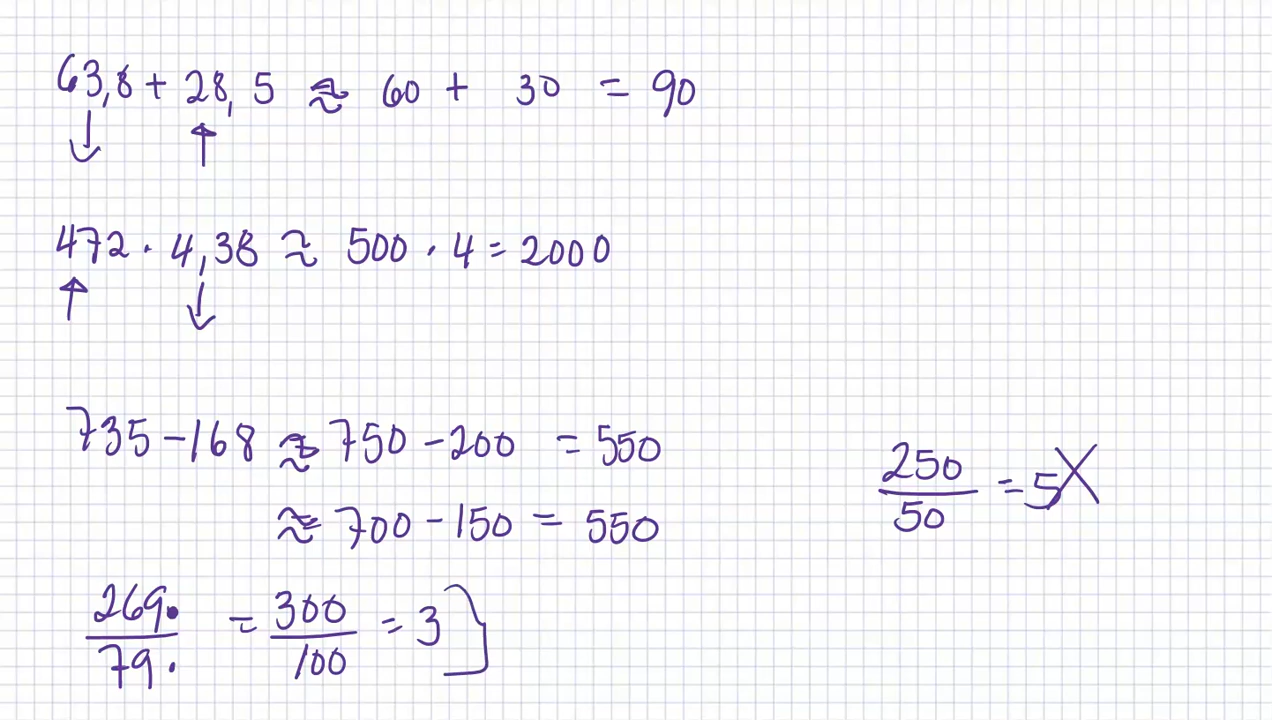 63,8 + 28,5 ≈ 60 + 30 = 90
472 · 4,38 ≈ 500 · 4 = 2000
735 - 168 ≈ 750 - 200 = 550
≈ 700 - 150 = 550
250/50 = 5 X
269/79 = 300/100 = 3